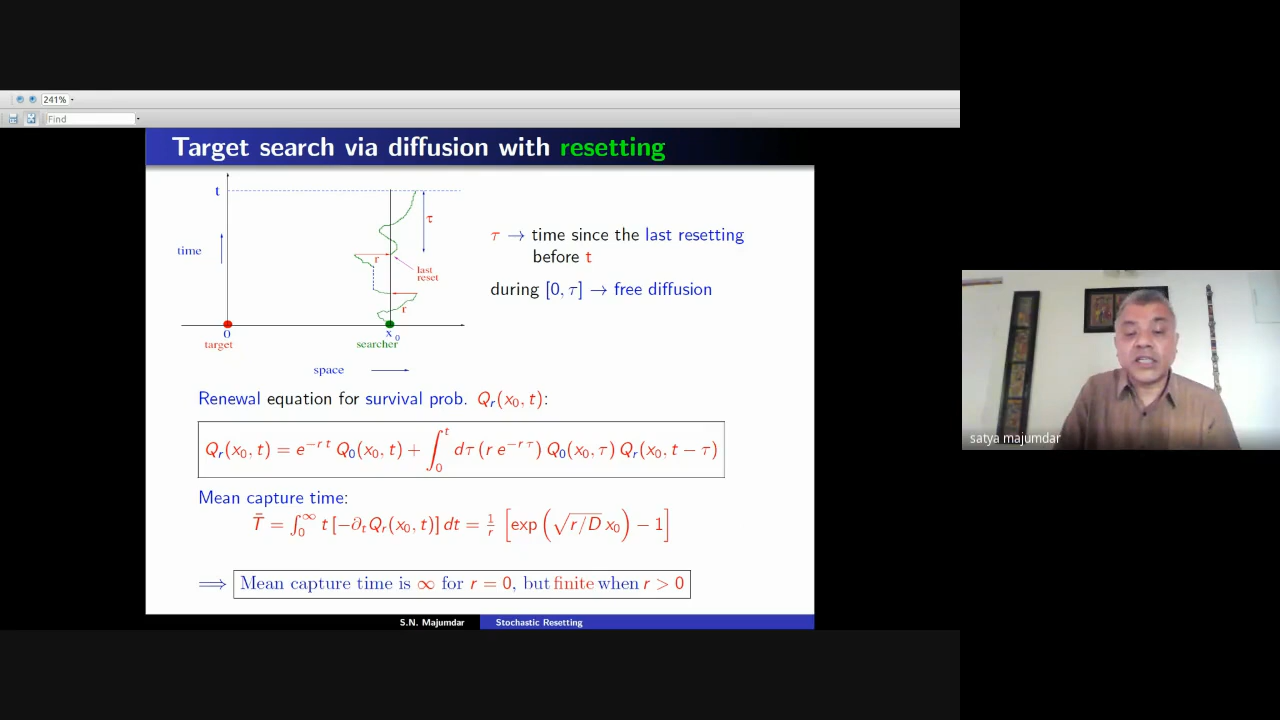 241%
Find
Target search via diffusion with resetting
t
τ
time
r
last
reset
r
0
target
x₀
searcher
space
τ → time since the last resetting
before t
during [0, τ] → free diffusion
Renewal equation for survival prob. Qᵣ(x₀, t):
Qᵣ(x₀, t) = e^{−r t} Q₀(x₀, t) + ∫₀ᵗ dτ (r e^{−r τ}) Q₀(x₀, τ) Qᵣ(x₀, t − τ)
Mean capture time:
T̄ = ∫₀^∞ t [−∂ₜQᵣ(x₀, t)] dt = 1/r [exp (√(r/D) x₀) − 1]
⟹ Mean capture time is ∞ for r = 0, but finite when r > 0
S.N. Majumdar Stochastic Resetting
satya majumdar